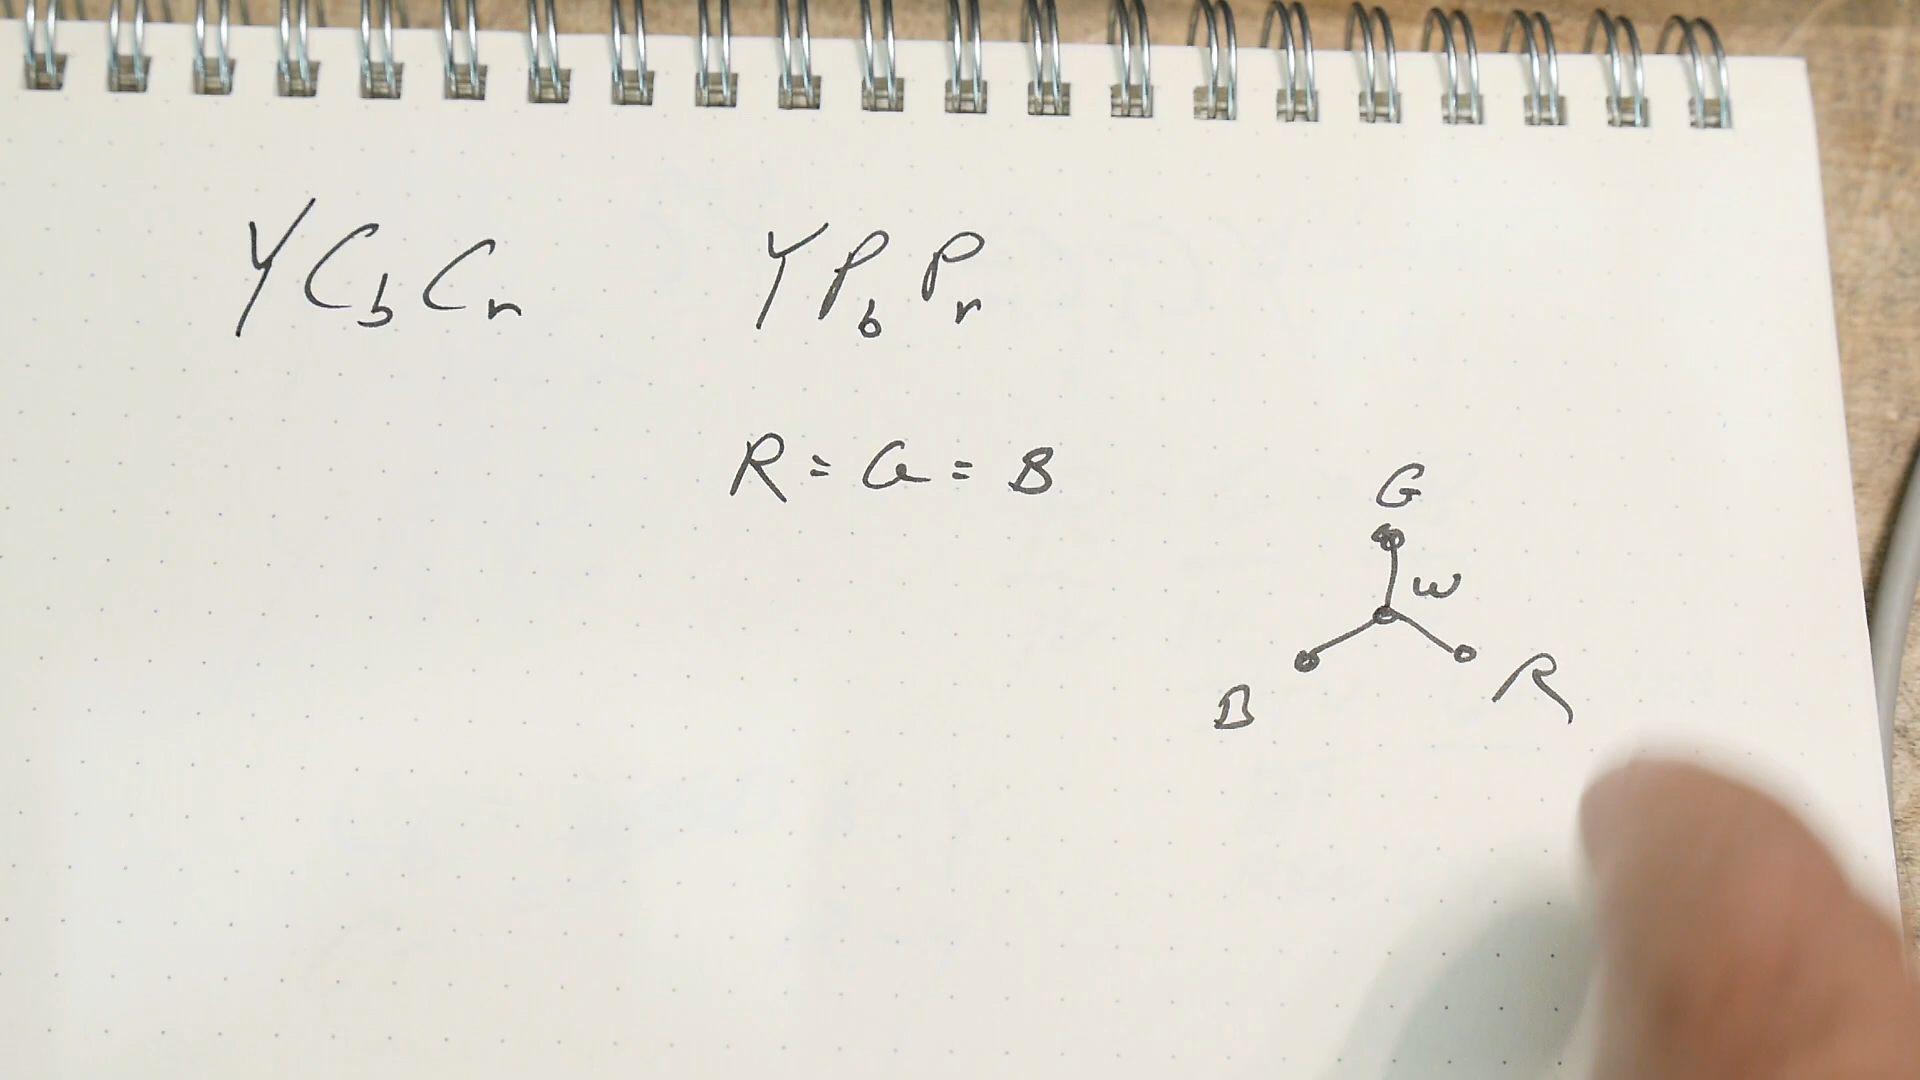 YCbCr YPbPr
R = G = B
G
W
B R